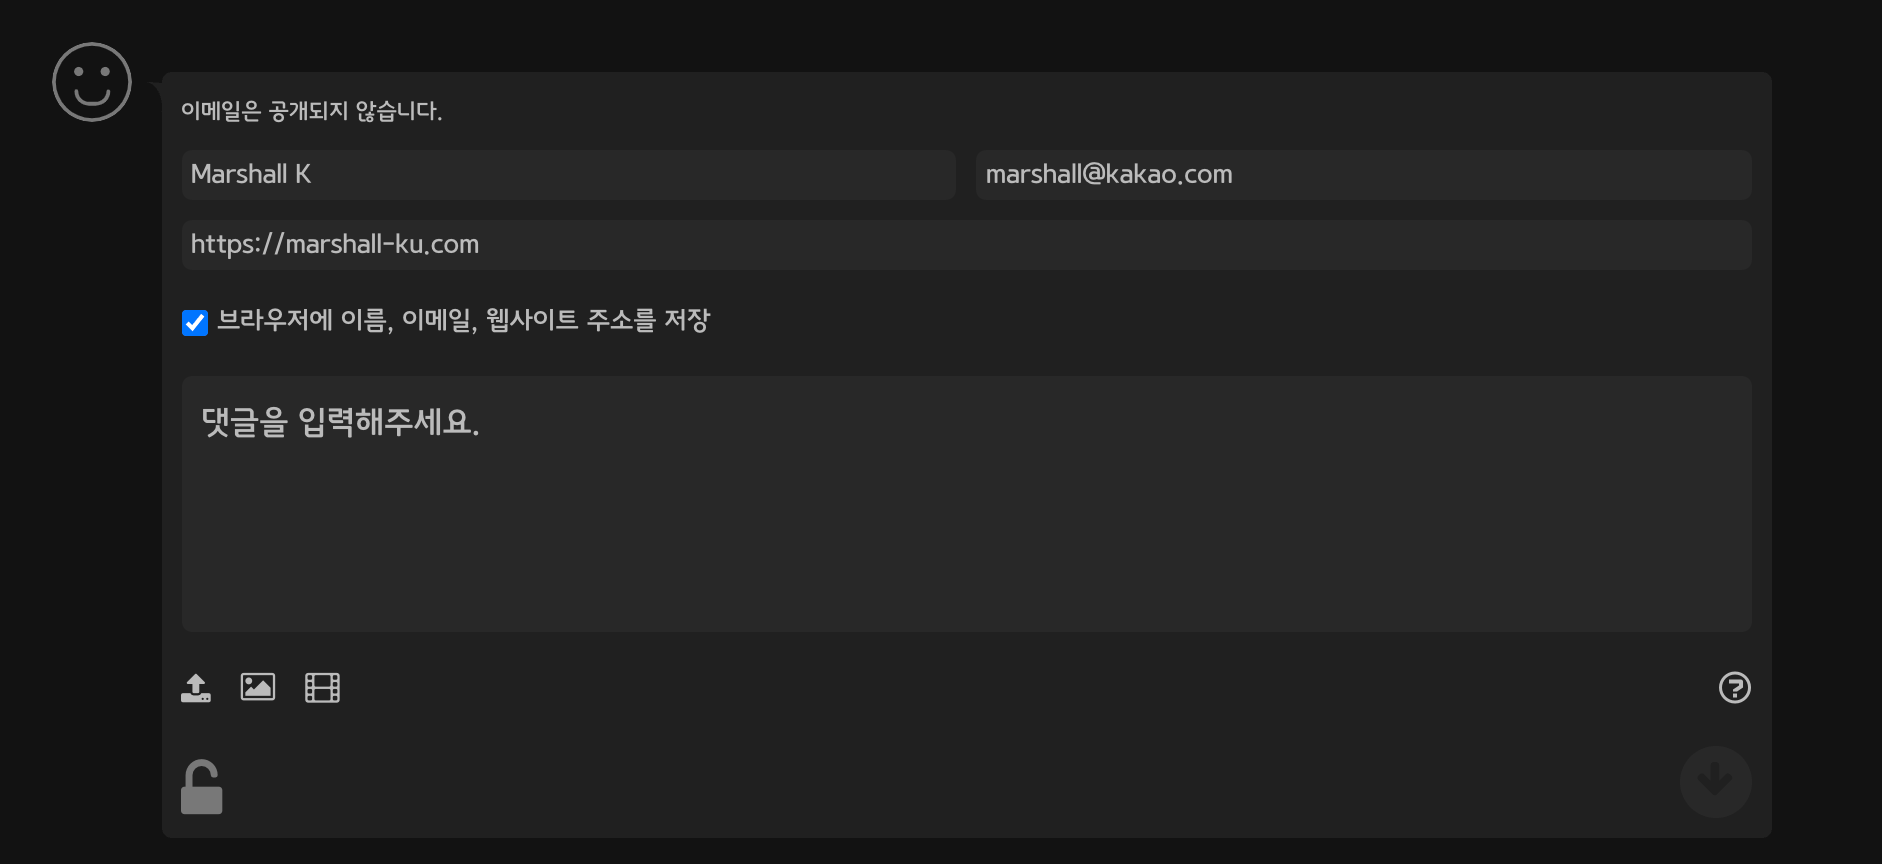 이메일은 공개되지 않습니다.
Marshall K
marshall@kakao.com
https://marshall-ku.com
브라우저에 이름, 이메일, 웹사이트 주소를 저장
댓글을 입력해주세요.